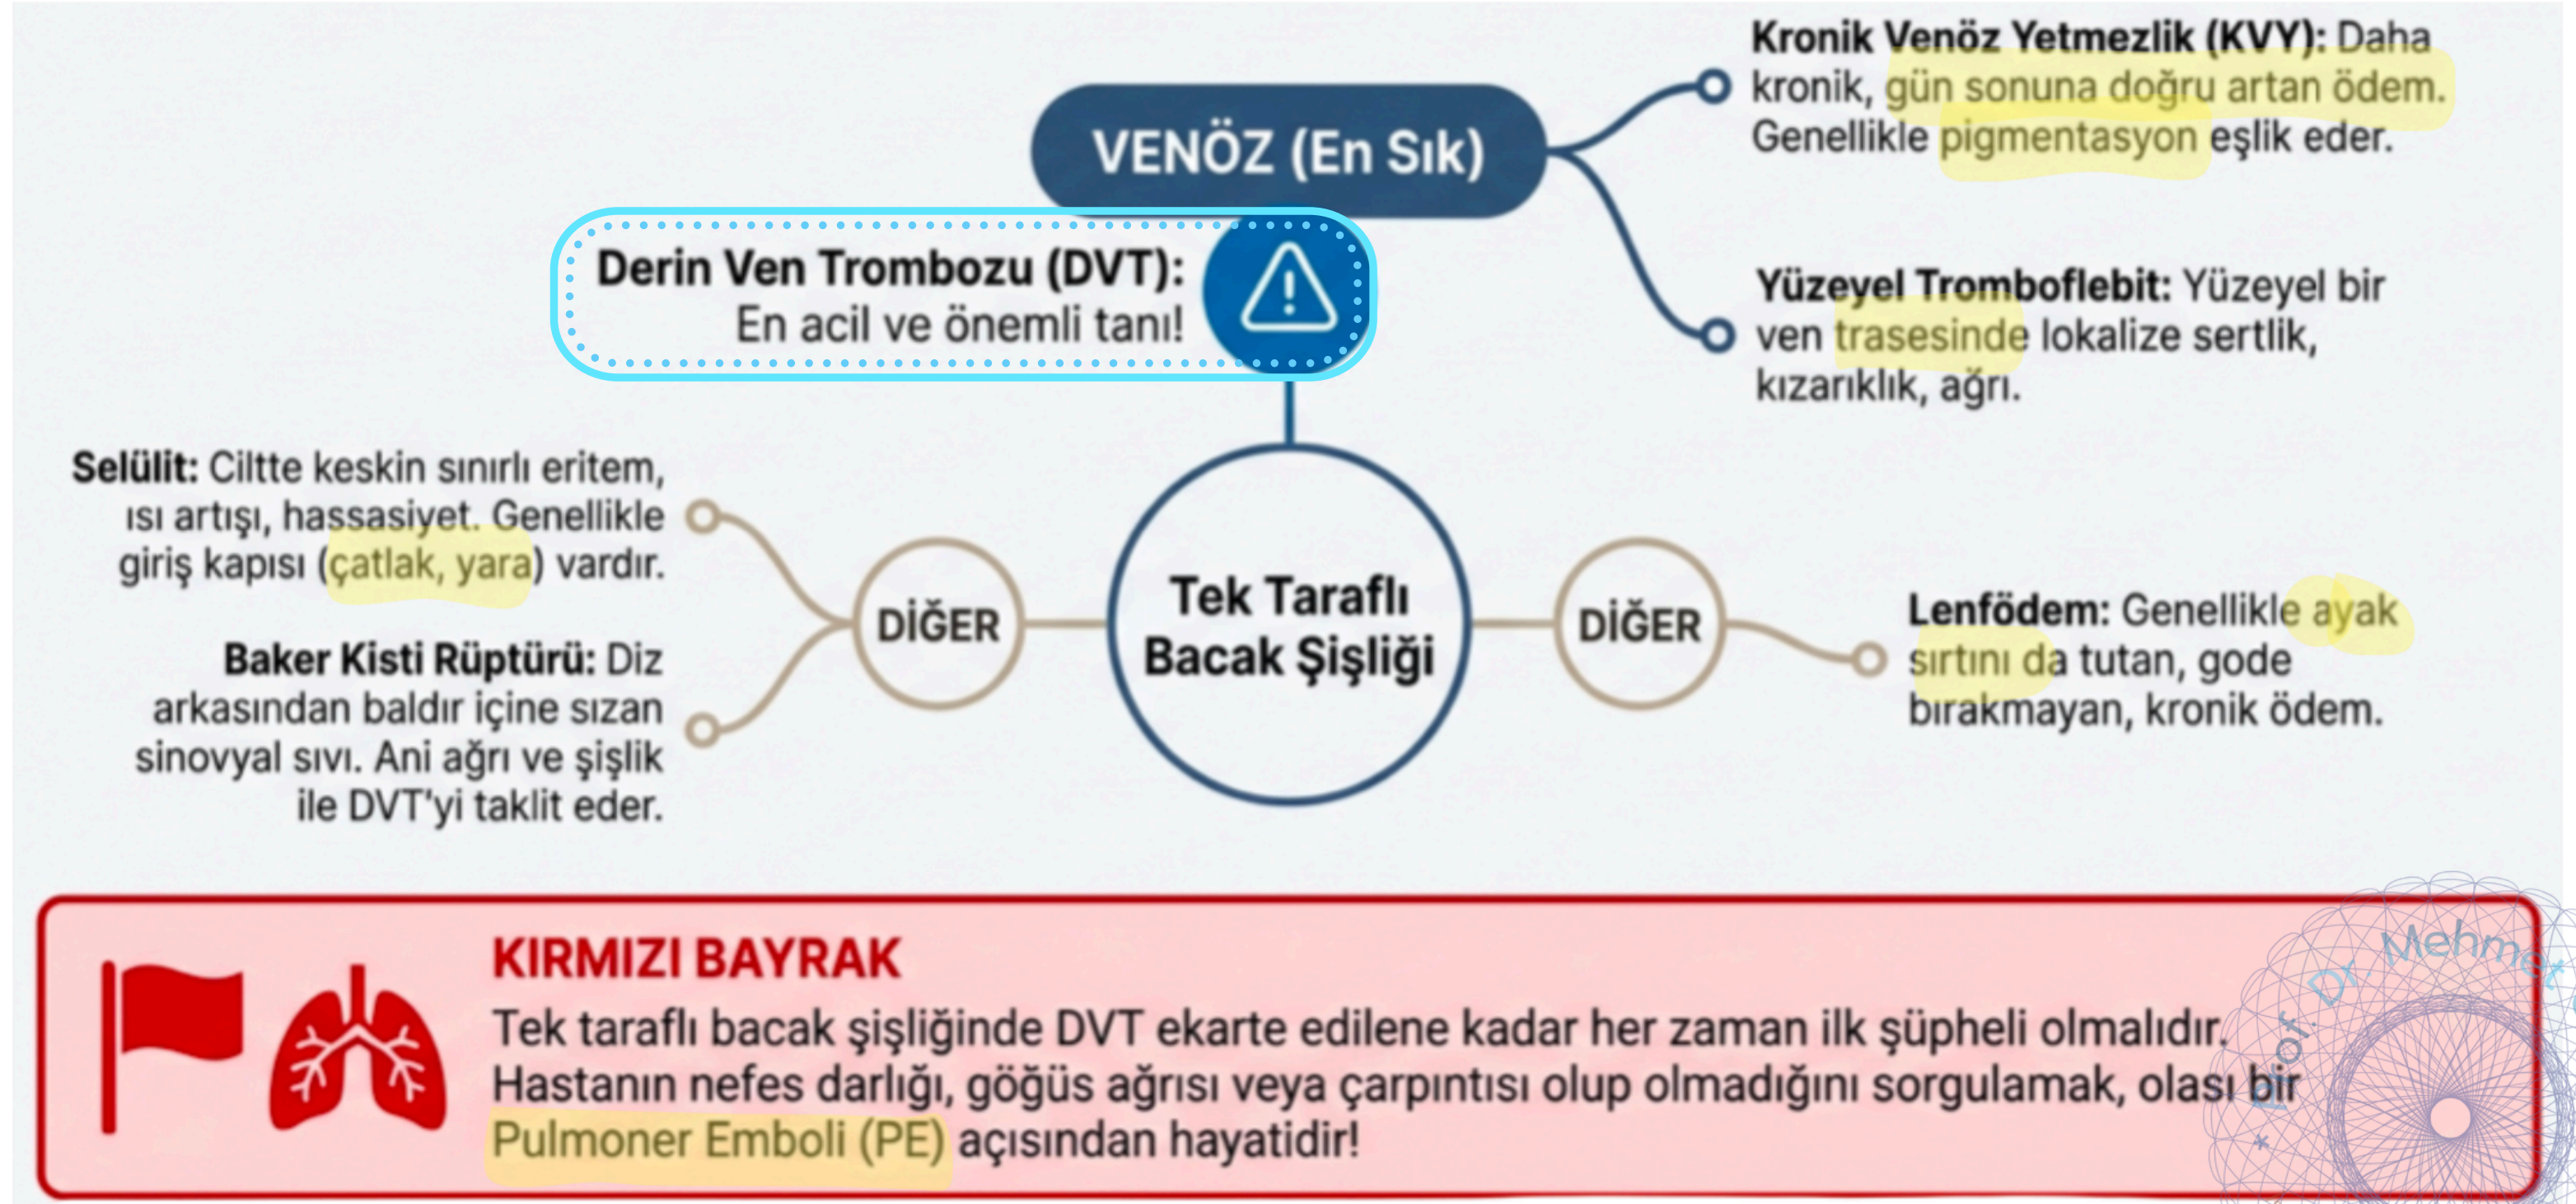 VENÖZ (En Sık)
Kronik Venöz Yetmezlik (KVY): Daha
kronik, gün sonuna doğru artan ödem.
Genellikle pigmentasyon eşlik eder.
Derin Ven Trombozu (DVT):
En acil ve önemli tanı!
Yüzeyel Tromboflebit: Yüzeyel bir
ven trasesinde lokalize sertlik,
kızarıklık, ağrı.
Selülit: Ciltte keskin sınırlı eritem,
ısı artışı, hassasiyet. Genellikle
giriş kapısı (çatlak, yara) vardır.
Baker Kisti Rüptürü: Diz
arkasından baldır içine sızan
sinovyal sıvı. Ani ağrı ve şişlik
ile DVT'yi taklit eder.
DİĞER
Tek Taraflı
Bacak Şişliği
DİĞER
Lenfödem: Genellikle ayak
sırtını da tutan, gode
bırakmayan, kronik ödem.
KIRMIZI BAYRAK
Tek taraflı bacak şişliğinde DVT ekarte edilene kadar her zaman ilk şüpheli olmalıdır.
Hastanın nefes darlığı, göğüs ağrısı veya çarpıntısı olup olmadığını sorgulamak, olası bir
Pulmoner Emboli (PE) açısından hayatidir!
* Prof. Dr. Mehmet